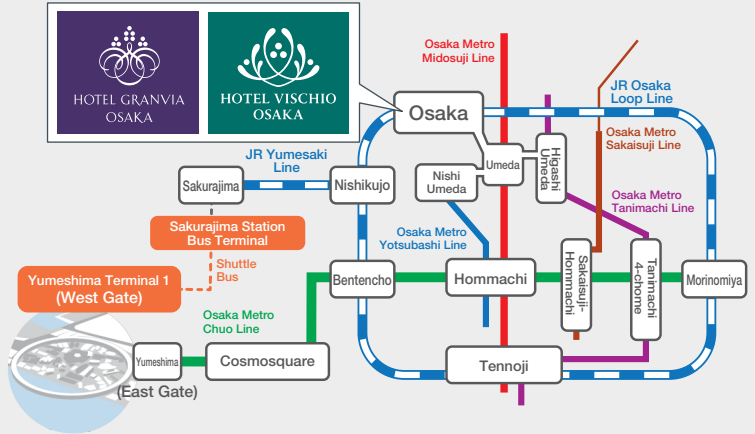 HOTEL GRANVIA
OSAKA
HOTEL VISCHIO
OSAKA
Osaka Metro
Midosuji Line
JR Osaka
Loop Line
Osaka
Osaka Metro
Sakaisuji Line
JR Yumesaki
Line
Umeda
Higashi
Umeda
Sakurajima
Nishikujo
Nishi
Umeda
Osaka Metro
Tanimachi Line
Sakurajima Station
Bus Terminal
Osaka Metro
Yotsubashi Line
Shuttle
Bus
Yumeshima Terminal 1
(West Gate)
Bentencho
Hommachi
Sakaisuji-
Hommachi
Tanimachi
4-chome
Morinomiya
Osaka Metro
Chuo Line
Yumeshima
(East Gate)
Cosmosquare
Tennoji